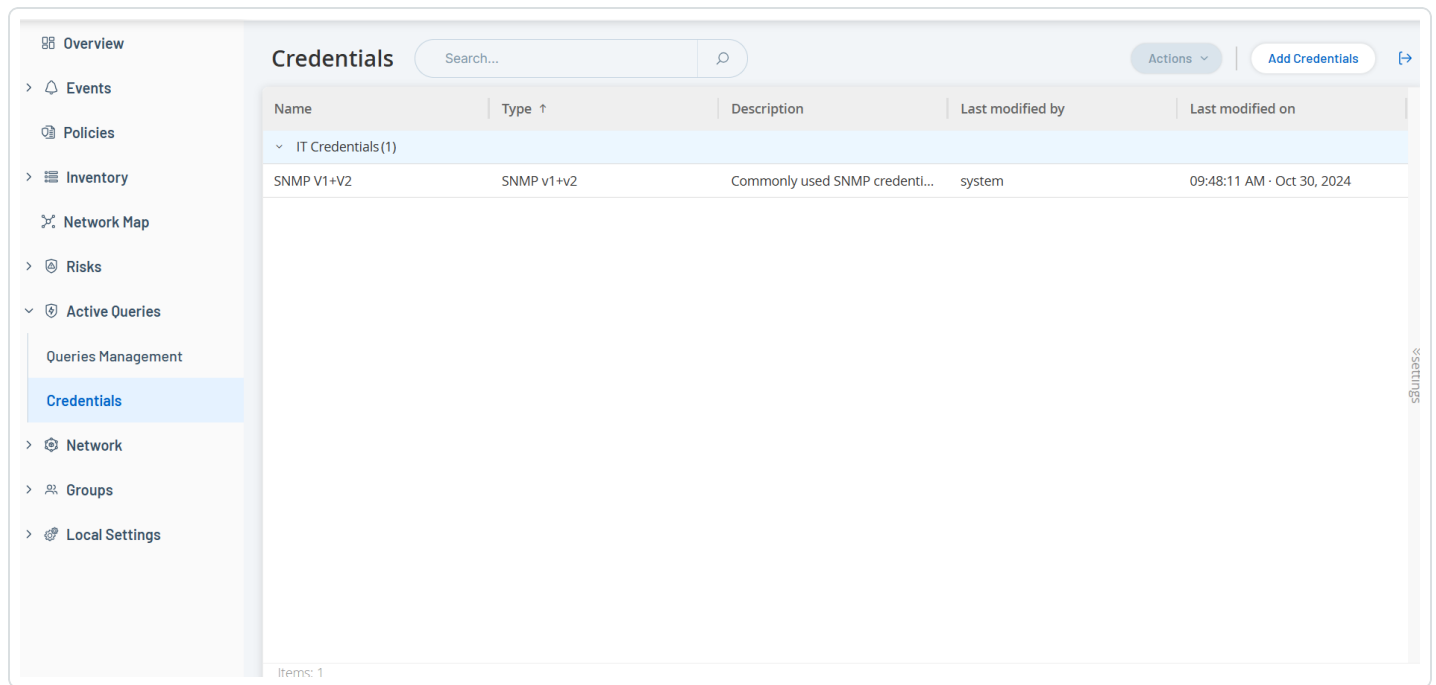 Overview
Events
Policies
Inventory
Network Map
Risks
Active Queries
Queries Management
Credentials
Network
Groups
Local Settings
Credentials Search... Actions Add Credentials
Name Type ↑ Description Last modified by Last modified on
IT Credentials(1)
SNMP V1+V2 SNMP v1+v2 Commonly used SNMP credenti... system 09:48:11 AM · Oct 30, 2024
settings
Items: 1